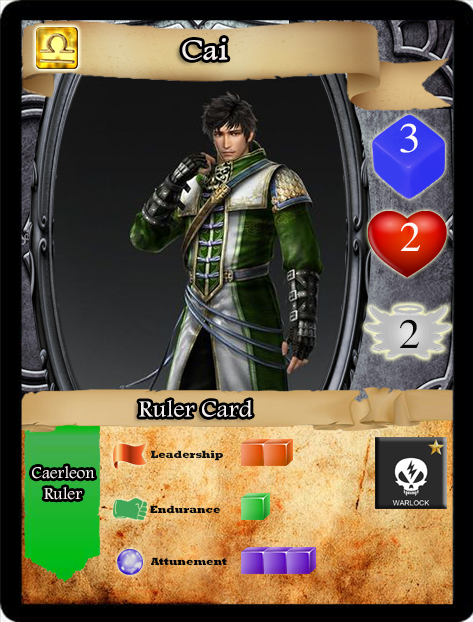 Cai
3
2
2
Ruler Card
Caerleon
Ruler
Leadership
Endurance
Attunement
WARLOCK